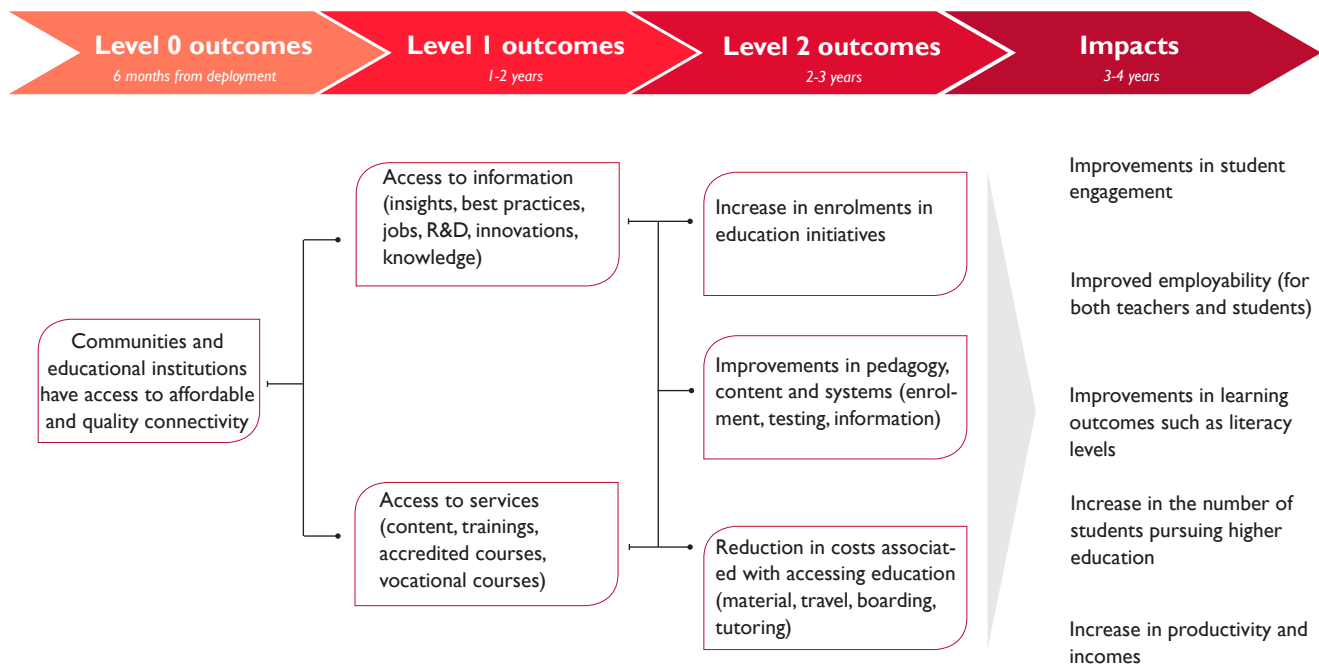 Level 0 outcomes
6 months from deployment
Level 1 outcomes
1-2 years
Level 2 outcomes
2-3 years
Impacts
3-4 years
Communities and
educational institutions
have access to affordable
and quality connectivity
Access to information
(insights, best practices,
jobs, R&D, innovations,
knowledge)
Access to services
(content, trainings,
accredited courses,
vocational courses)
Increase in enrolments in
education initiatives
Improvements in pedagogy,
content and systems (enrol-
ment, testing, information)
Reduction in costs associat-
ed with accessing education
(material, travel, boarding,
tutoring)
Improvements in student
engagement
Improved employability (for
both teachers and students)
Improvements in learning
outcomes such as literacy
levels
Increase in the number of
students pursuing higher
education
Increase in productivity and
incomes